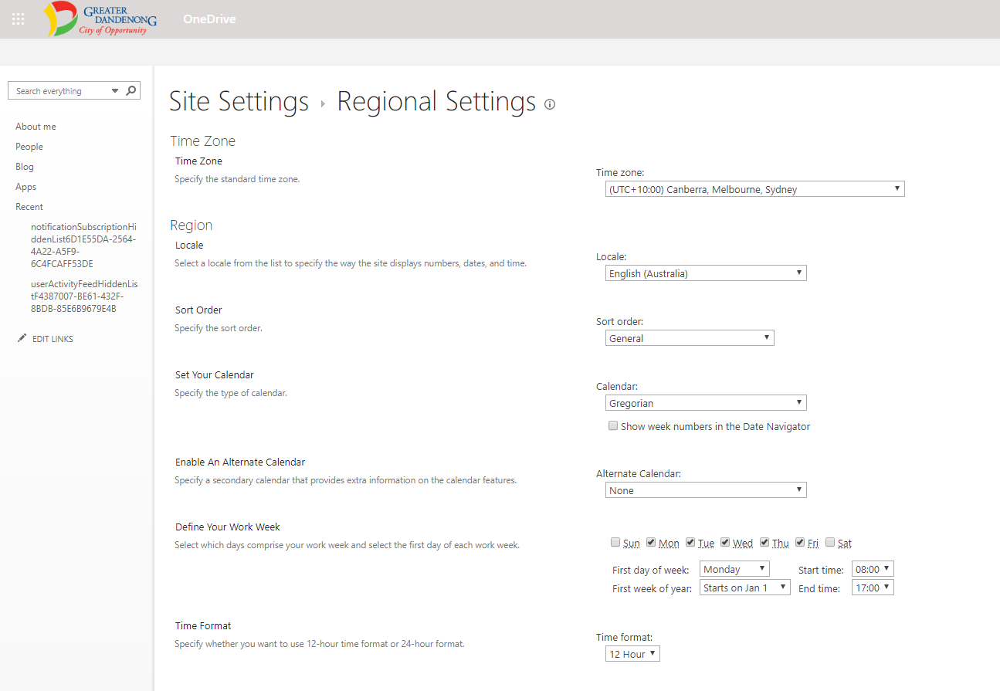 GREATER
DANDENONG
City of Opportunity
OneDrive
Search everything
About me
People
Blog
Apps
Recent
notificationSubscriptionHi
ddenList6D1E55DA-2564-
4A22-A5F9-
6C4FCAFF53DE
userActivityFeedHiddenLis
tF4387007-BE61-432F-
8BDB-85E6B9679E4B
EDIT LINKS
Site Settings Regional Settings
Time Zone
Time Zone
Specify the standard time zone.
Time zone:
(UTC+10:00) Canberra, Melbourne, Sydney
Region
Locale
Select a locale from the list to specify the way the site displays numbers, dates, and time.
Locale:
English (Australia)
Sort Order
Specify the sort order.
Sort order:
General
Set Your Calendar
Specify the type of calendar.
Calendar:
Gregorian
Show week numbers in the Date Navigator
Enable An Alternate Calendar
Specify a secondary calendar that provides extra information on the calendar features.
Alternate Calendar:
None
Define Your Work Week
Select which days comprise your work week and select the first day of each work week.
Sun Mon Tue Wed Thu Fri Sat
First day of week: Monday Start time: 08:00
First week of year: Starts on Jan 1 End time: 17:00
Time Format
Specify whether you want to use 12-hour time format or 24-hour format.
Time format:
12 Hour